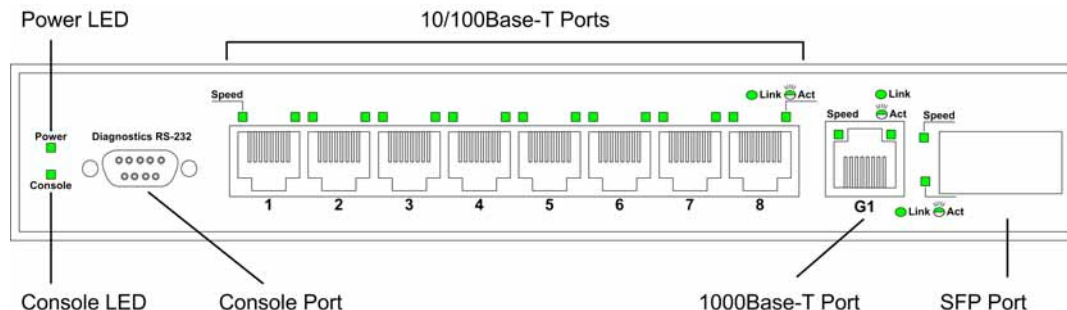 Power LED
10/100Base-T Ports
Speed
Link Act
Link
Power
Diagnostics RS-232
Speed
Act
Speed
Console
1
2
3
4
5
6
7
8
G1
Link Act
Console LED
Console Port
1000Base-T Port
SFP Port